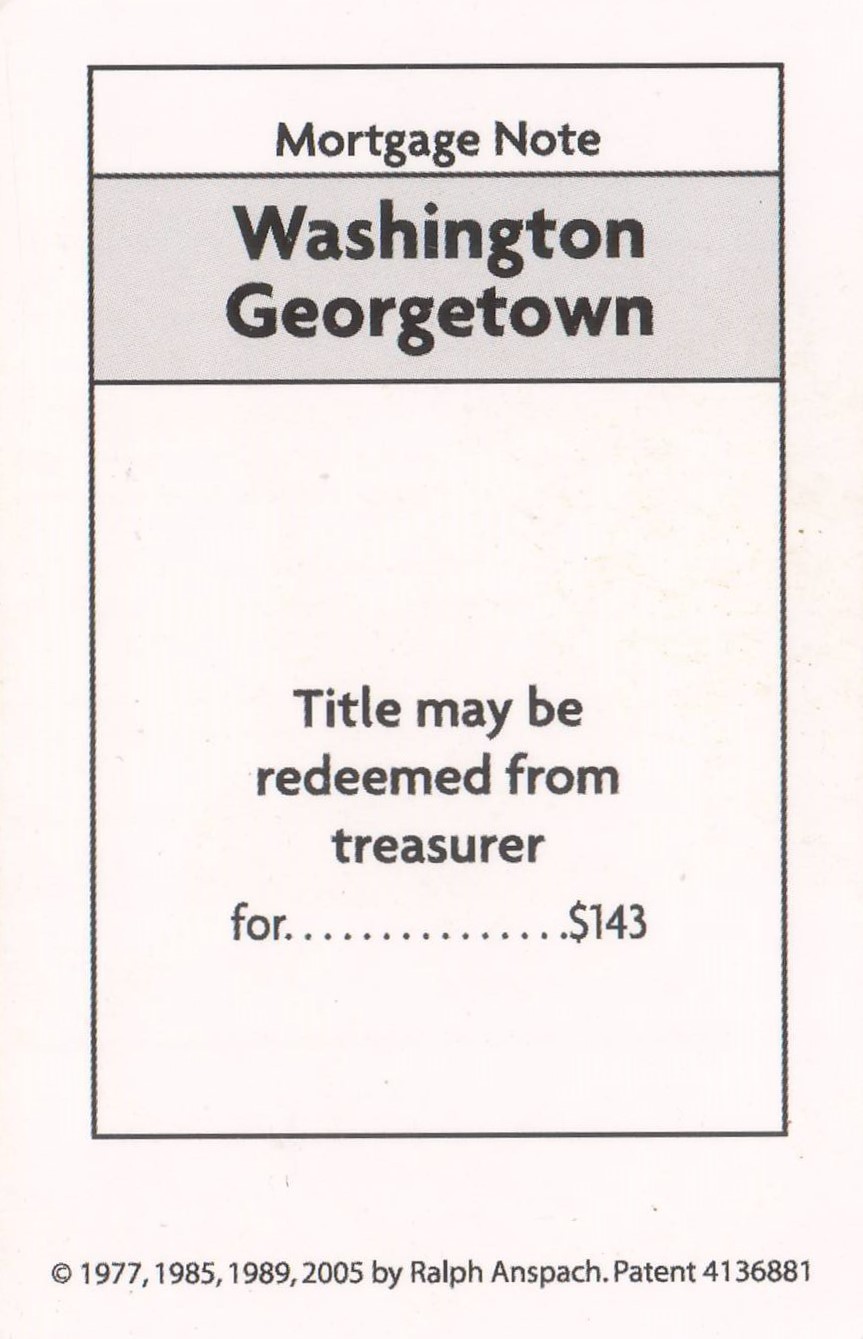 Mortgage Note
Washington
Georgetown
Title may be
redeemed from
treasurer
for................$143
© 1977, 1985, 1989, 2005 by Ralph Anspach. Patent 4136881